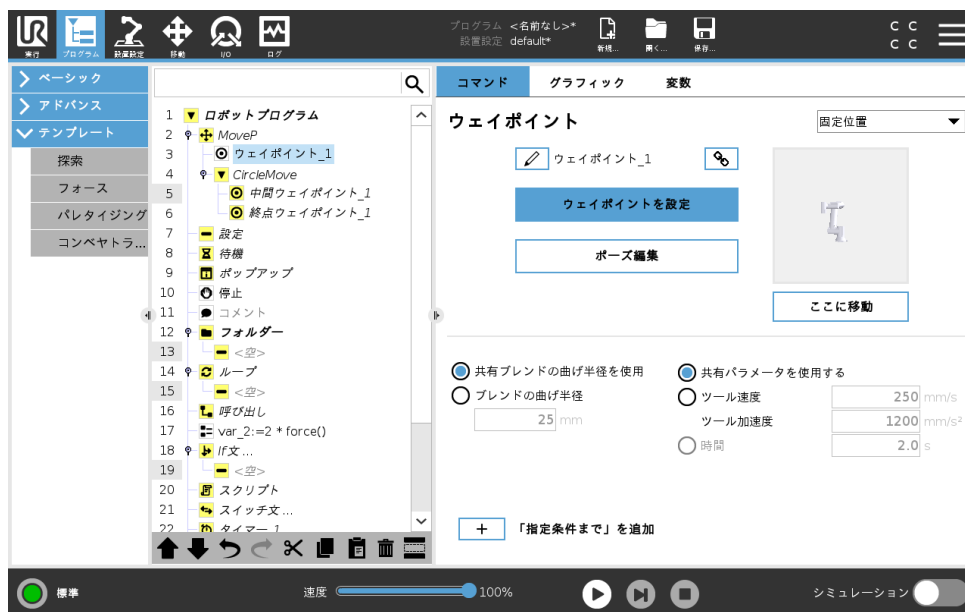 UR
実行
プログラム
設置設定
移動
I/O
ログ
プログラム <名前なし>*
設置設定 default*
新規...
開く...
保存...
C C
C C
ベーシック
アドバンス
テンプレート
探索
フォース
パレタイジング
コンベヤトラ...
1 ロボットプログラム
2 MoveP
3 ウェイポイント_1
4 CircleMove
5 中間ウェイポイント_1
6 終点ウェイポイント_1
7 設定
8 待機
9 ポップアップ
10 停止
11 コメント
12 フォルダー
13 <空>
14 ループ
15 <空>
16 呼び出し
17 var_2:=2 * force()
18 If文...
19 <空>
20 スクリプト
21 スイッチ文...
22 タイマー_1
コマンド グラフィック 変数
ウェイポイント
固定位置
ウェイポイント_1
ウェイポイントを設定
ポーズ編集
ここに移動
共有ブレンドの曲げ半径を使用
ブレンドの曲げ半径
25 mm
共有パラメータを使用する
ツール速度 250 mm/s
ツール加速度 1200 mm/s²
時間 2.0 s
+ 「指定条件まで」を追加
標準
速度 100%
シミュレーション